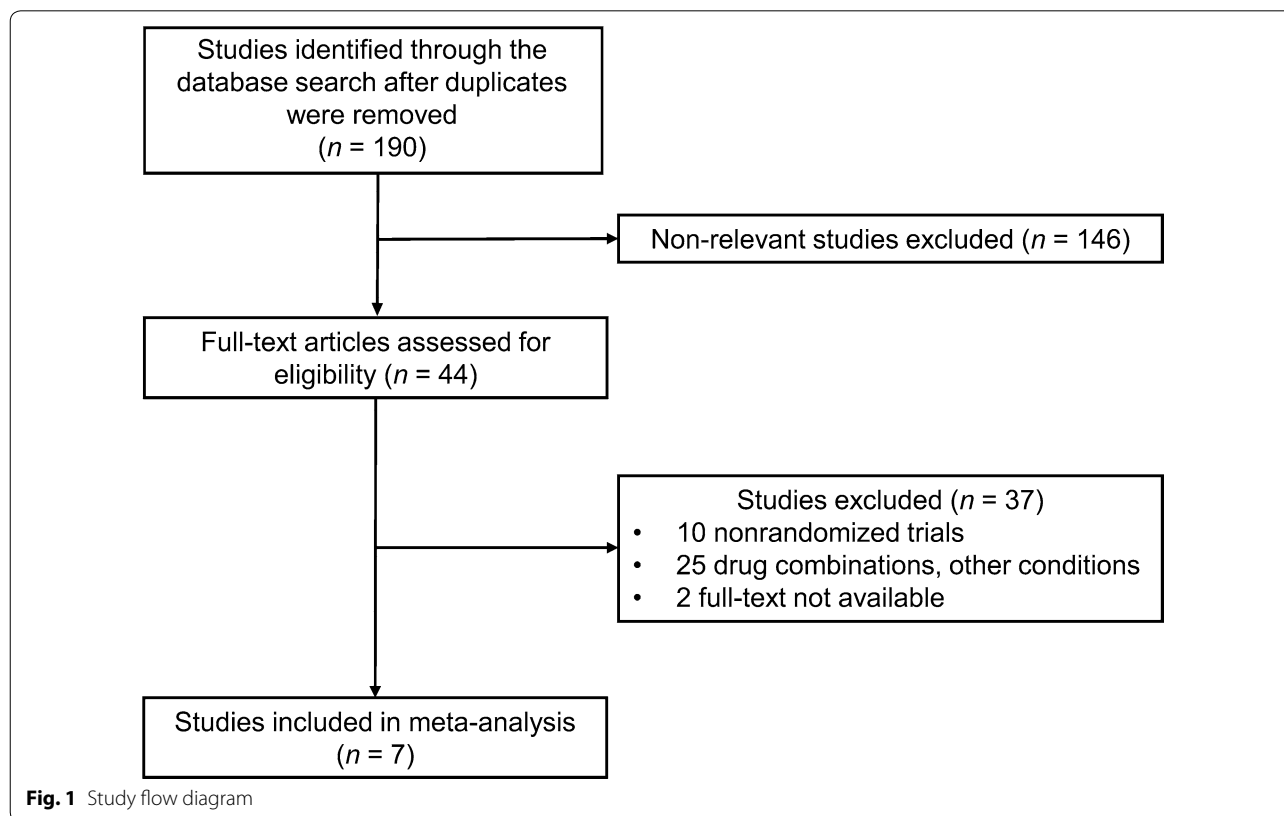 Studies identified through the
database search after duplicates
were removed
(n = 190)
Non-relevant studies excluded (n = 146)
Full-text articles assessed for
eligibility (n = 44)
Studies excluded (n = 37)
• 10 nonrandomized trials
• 25 drug combinations, other conditions
• 2 full-text not available
Studies included in meta-analysis
(n = 7)
Fig. 1 Study flow diagram